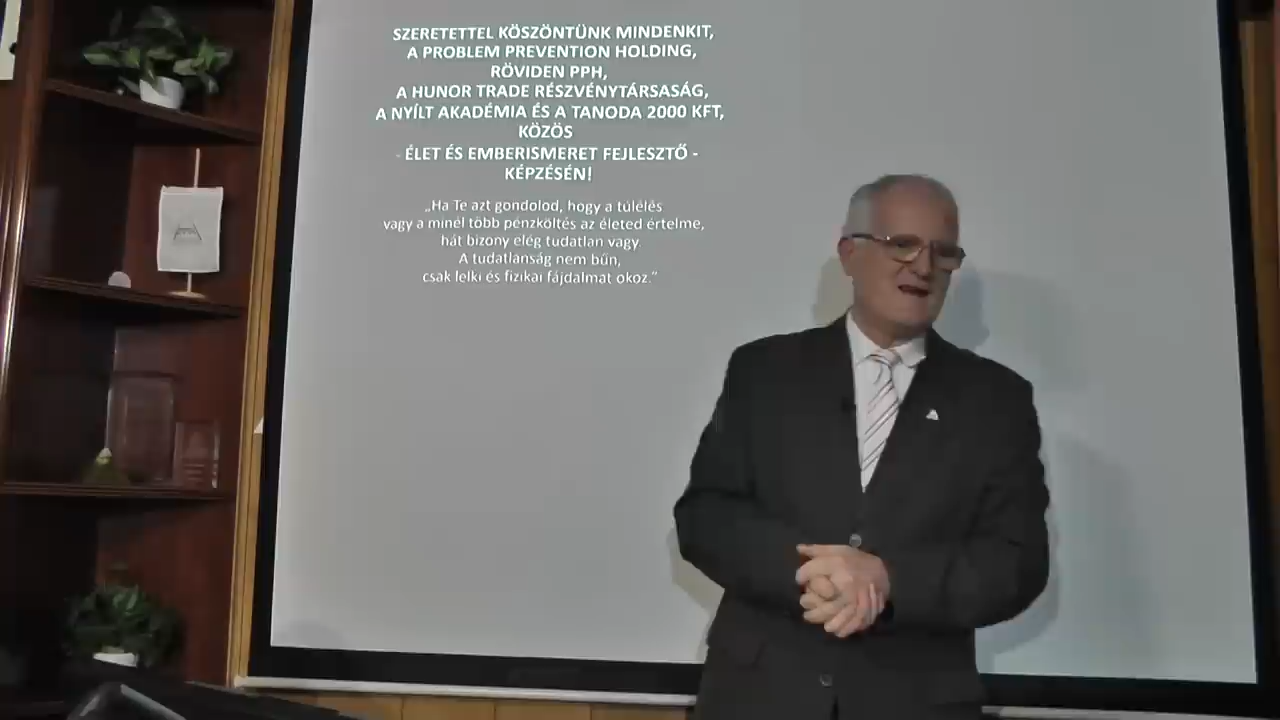 SZERETETTEL KÖSZÖNTÜNK MINDENKIT,
A PROBLEM PREVENTION HOLDING,
RÖVIDEN PPH,
A HUNOR TRADE RÉSZVÉNYTÁRSASÁG,
A NYÍLT AKADÉMIA ÉS A TANODA 2000 KFT,
KÖZÖS
- ÉLET ÉS EMBERISMERET FEJLESZTŐ -
KÉPZÉSÉN!
„Ha Te azt gondolod, hogy a túlélés
vagy a minél több pénzköltés az életed értelme,
hát bizony elég tudatlan vagy.
A tudatlanság nem bűn,
csak lelki és fizikai fájdalmat okoz.”